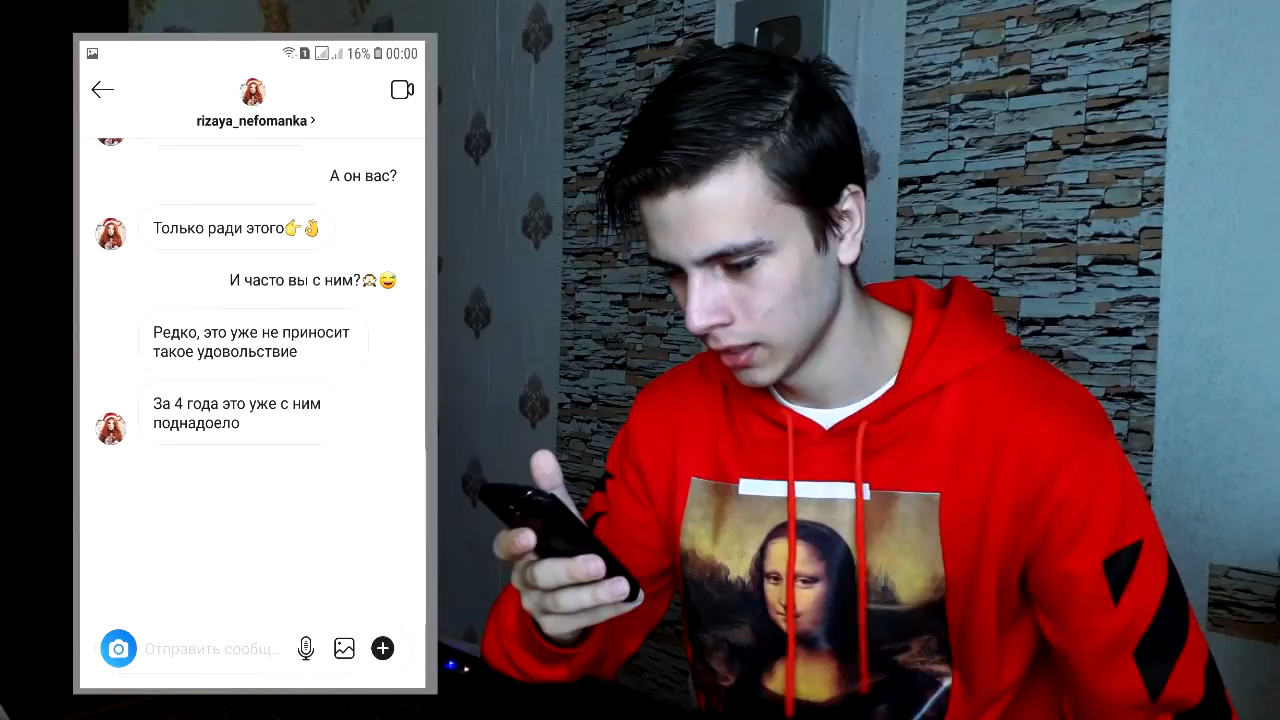 16% 00:00
rizaya_nefomanka
А он вас?
Только ради этого👉👌
И часто вы с ним?🙈😅
Редко, это уже не приносит
такое удовольствие
За 4 года это уже с ним
поднадоело
Отправить сообщ...